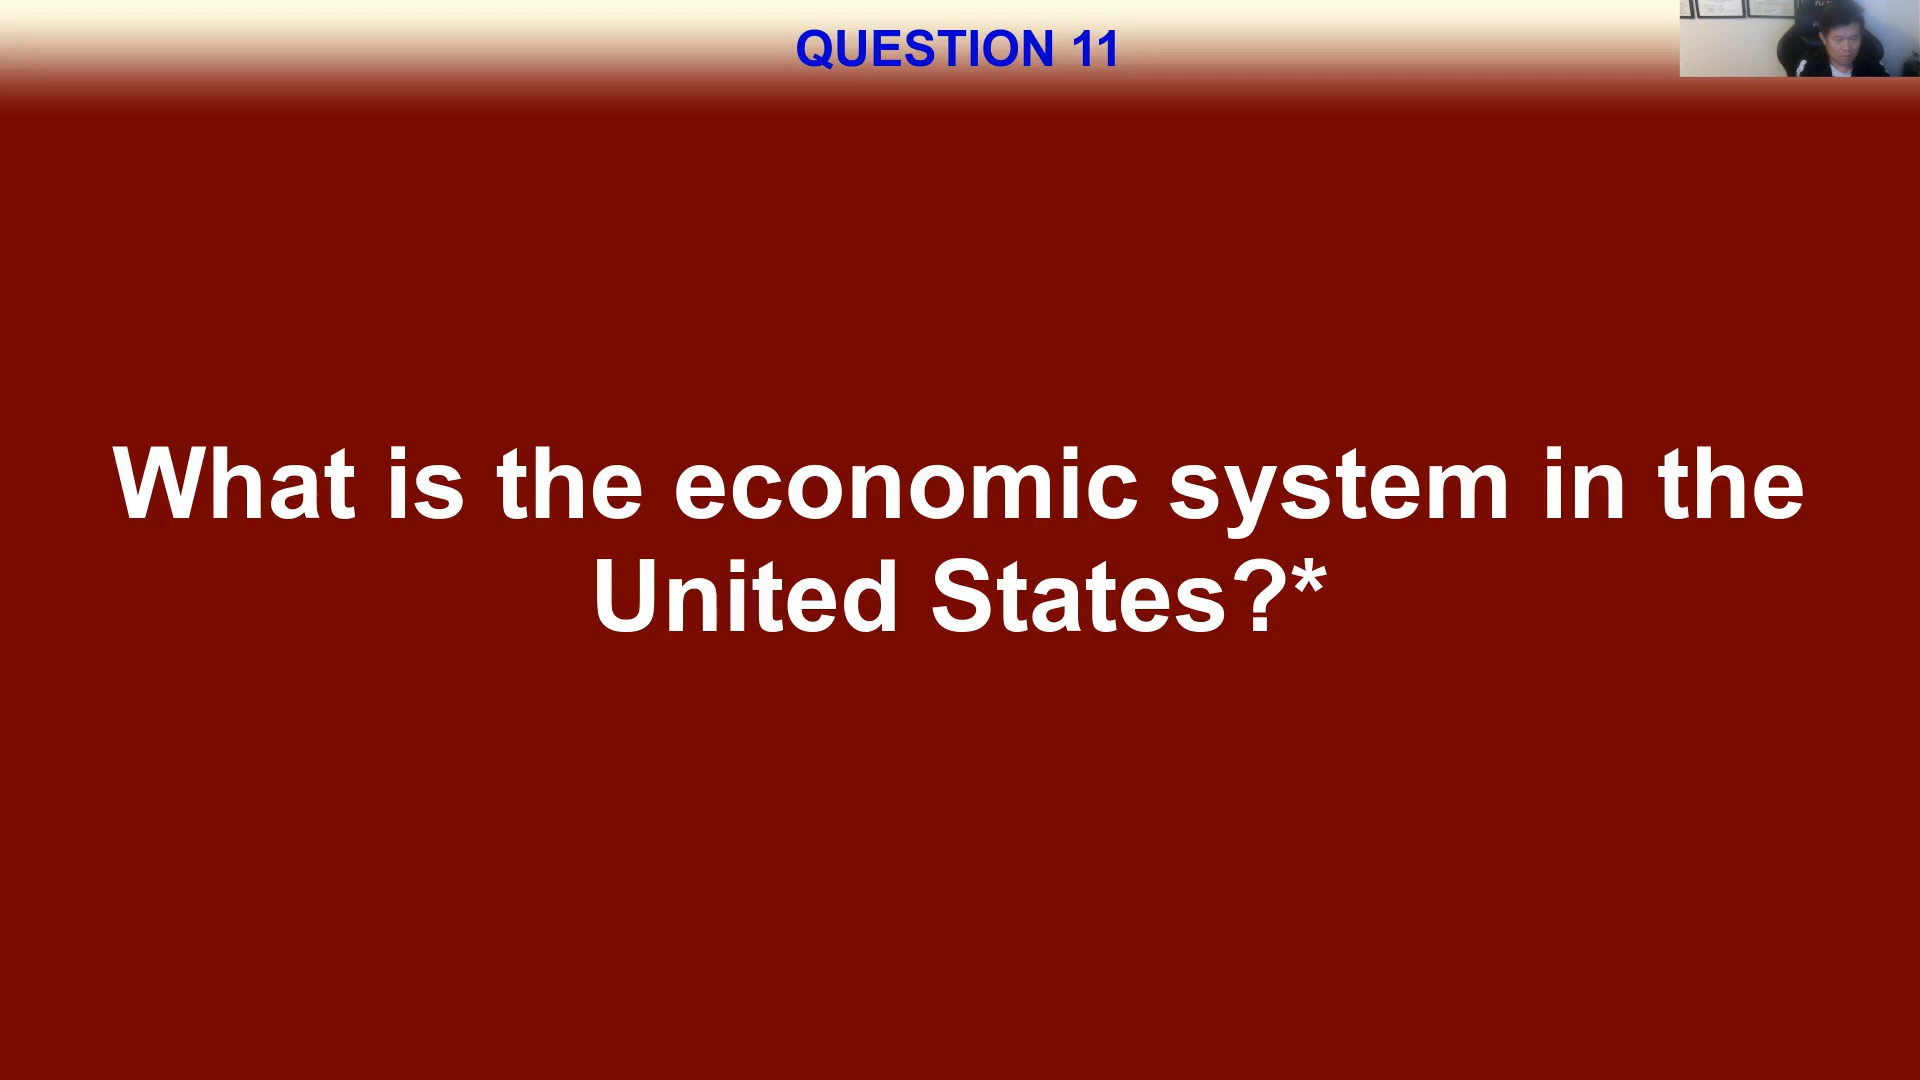 QUESTION 11
What is the economic system in the
United States?*